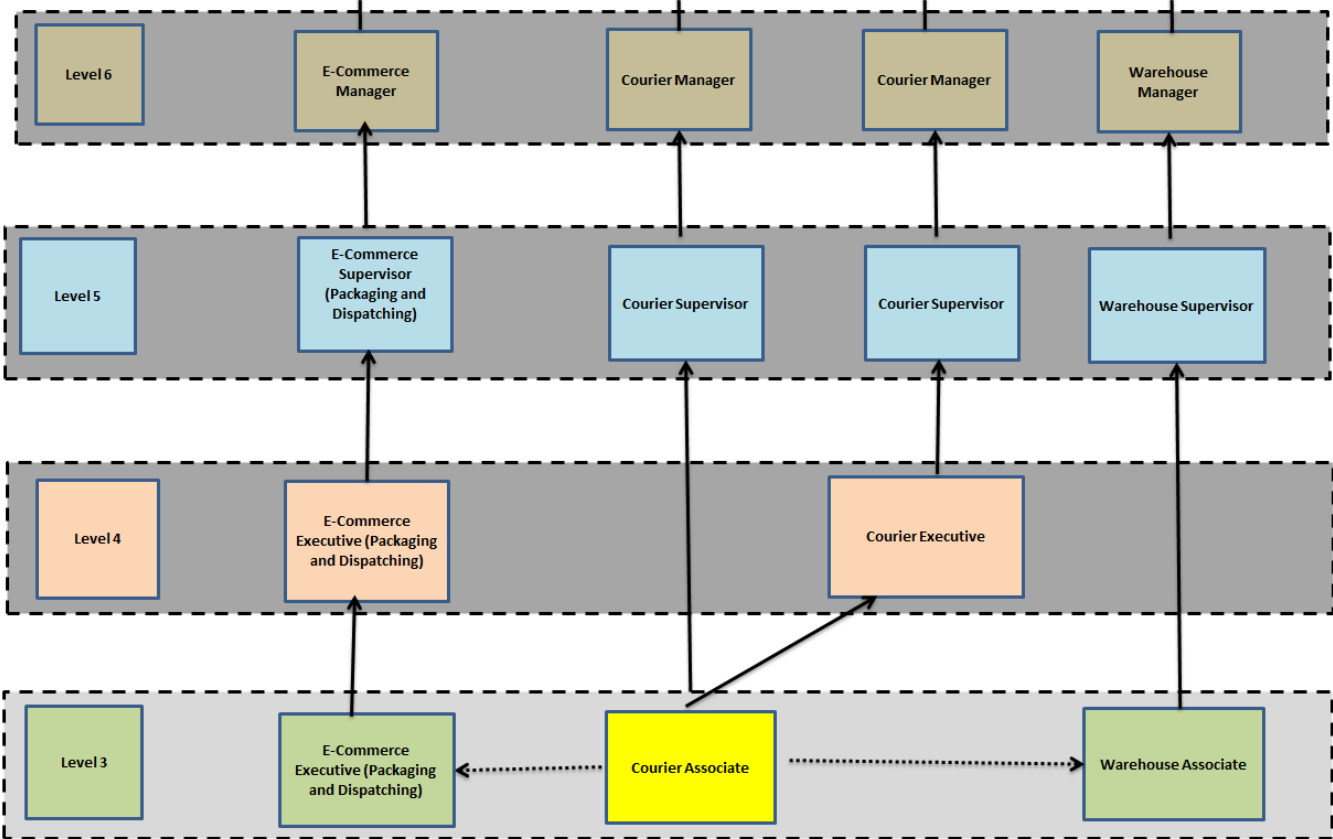 Level 6
E-Commerce
Manager
Courier Manager
Courier Manager
Warehouse
Manager
Level 5
E-Commerce
Supervisor
(Packaging and
Dispatching)
Courier Supervisor
Courier Supervisor
Warehouse Supervisor
Level 4
E-Commerce
Executive (Packaging
and Dispatching)
Courier Executive
Level 3
E-Commerce
Executive (Packaging
and Dispatching)
Courier Associate
Warehouse Associate